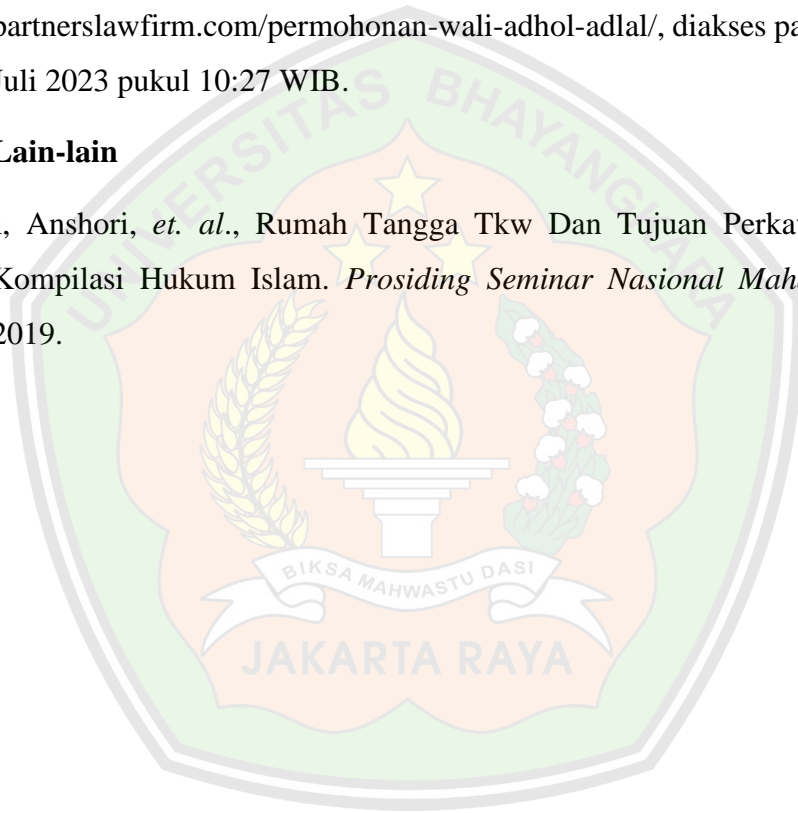 partnerslawfirm.com/permohonan-wali-adhol-adlal/, diakses pa
Juli 2023 pukul 10:27 WIB.
Lain-lain
, Anshori, et. al., Rumah Tangga Tkw Dan Tujuan Perka
Kompilasi Hukum Islam. Prosiding Seminar Nasional Mah
2019.
UNIVERSITAS BHAYANGKARA
BIKSA MAHWASTU DASI
JAKARTA RAYA